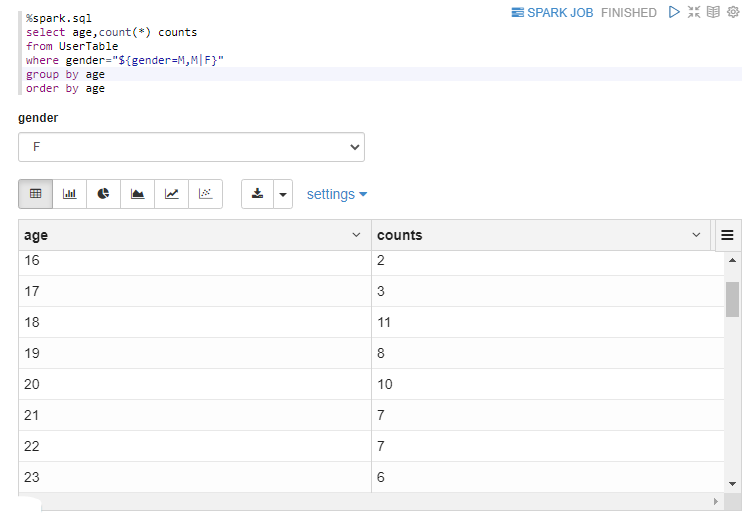 %spark.sql
SPARK JOB FINISHED
select age,count(*) counts
from UserTable
where gender="${gender=M,M|F}"
group by age
order by age
gender
F
settings
age counts
16 2
17 3
18 11
19 8
20 10
21 7
22 7
23 6